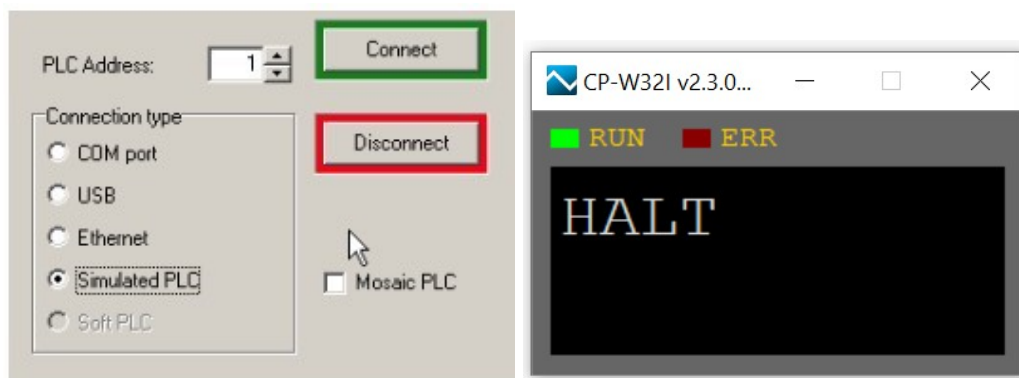 PLC Address: 1
Connect
Connection type
Disconnect
COM port
USB
Ethernet
Simulated PLC
Mosaic PLC
Soft PLC
CP-W32I v2.3.0...
RUN ERR
HALT